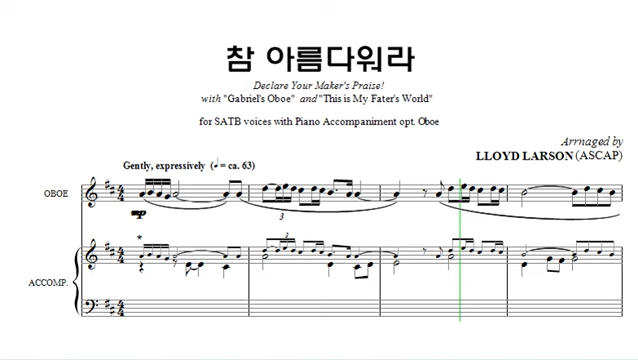 참 아름다워라
Declare Your Maker's Praise!
with "Gabriel's Oboe" and "This is My Fater's World"
for SATB voices with Piano Accompaniment opt. Oboe
Arrnaged by
LLOYD LARSON (ASCAP)
Gently, expressively (♩ = ca. 63)
OBOE
mp
3
*
3
ACCOMP.